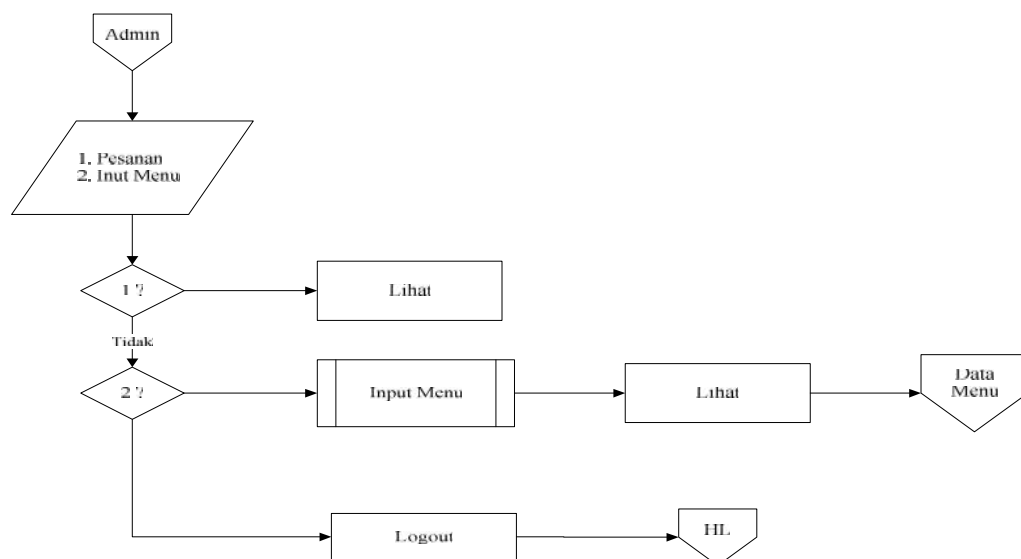 Admin
1. Pesanan
2. Inut Menu
1 ?
Lihat
Tidak
2 ?
Input Menu
Lihat
Data
Menu
Logout
HL